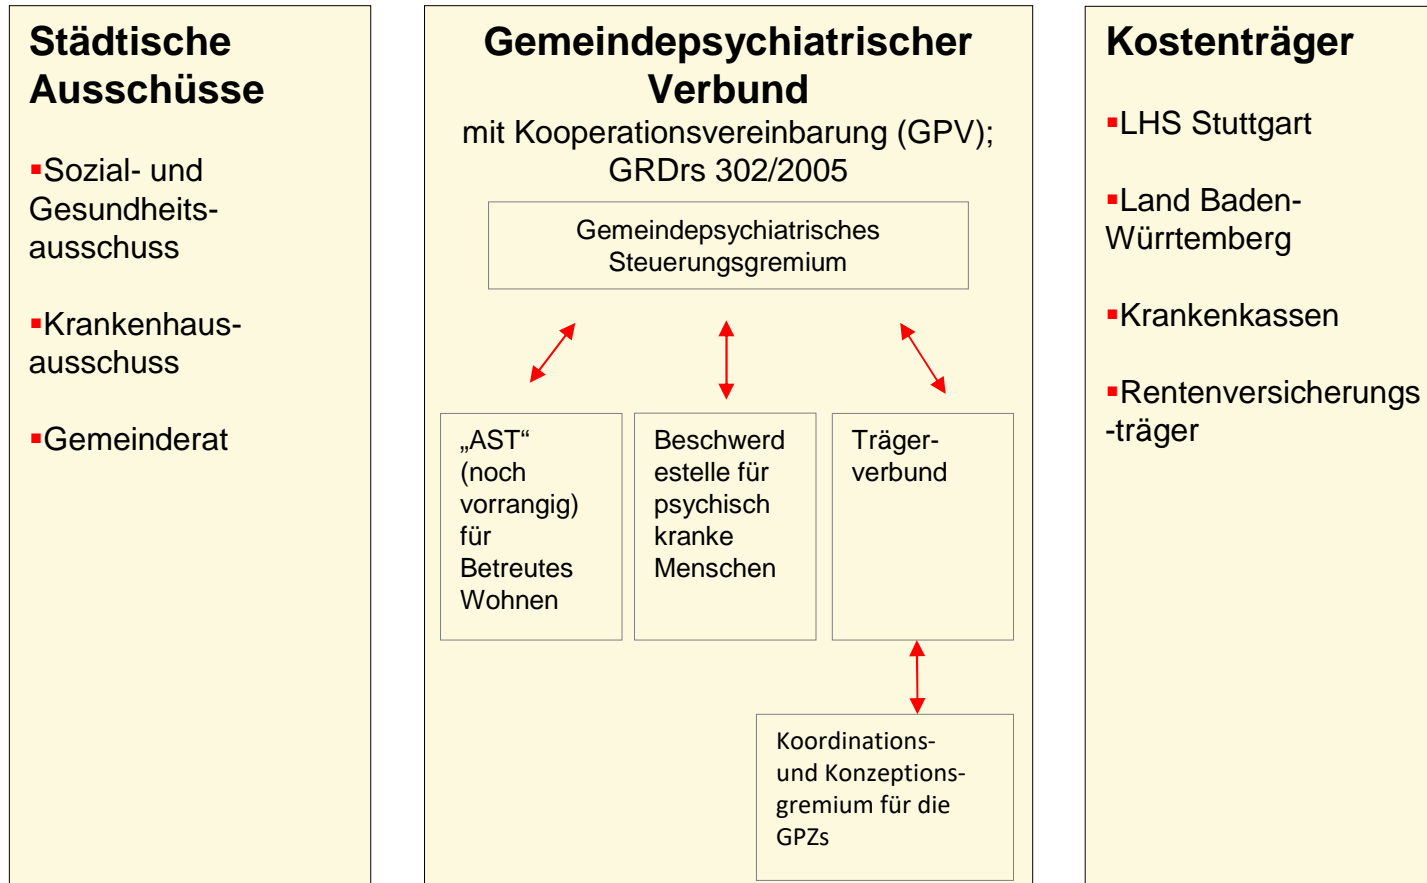 Städtische
Ausschüsse
▪Sozial- und
Gesundheits-
ausschuss
▪Krankenhaus-
ausschuss
▪Gemeinderat
Gemeindepsychiatrischer
Verbund
mit Kooperationsvereinbarung (GPV);
GRDrs 302/2005
Gemeindepsychiatrisches
Steuerungsgremium
„AST“
(noch
vorrangig)
für
Betreutes
Wohnen
Beschwerd
estelle für
psychisch
kranke
Menschen
Träger-
verbund
Koordinations-
und Konzeptions-
gremium für die
GPZs
Kostenträger
▪LHS Stuttgart
▪Land Baden-
Würrtemberg
▪Krankenkassen
▪Rentenversicherungs
-träger